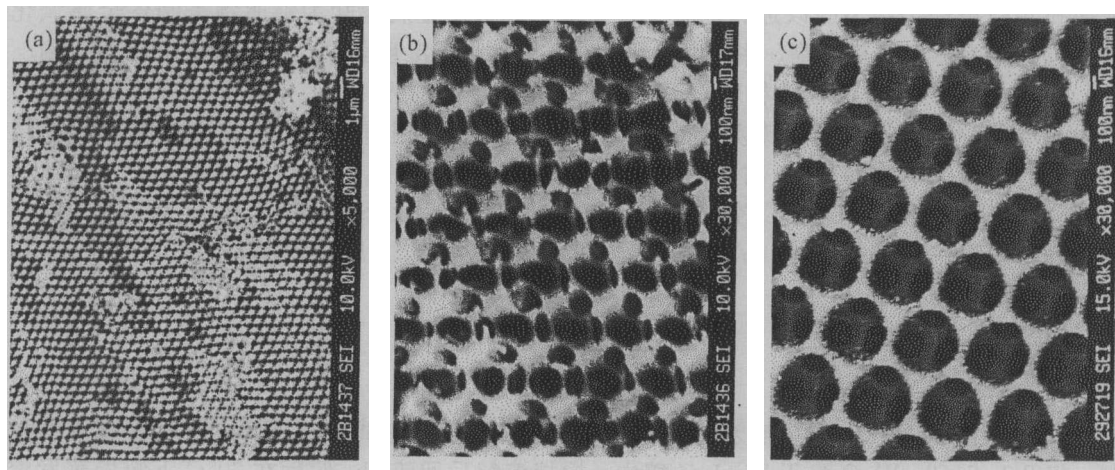 (a)
2B1437 SEI 10.0kV ×5,000 1μm WD16mm
(b)
2B1436 SEI 10.0kV ×30,000 100nm WD17mm
(c)
292719 SEI 15.0kV ×30,000 100nm WD15mm